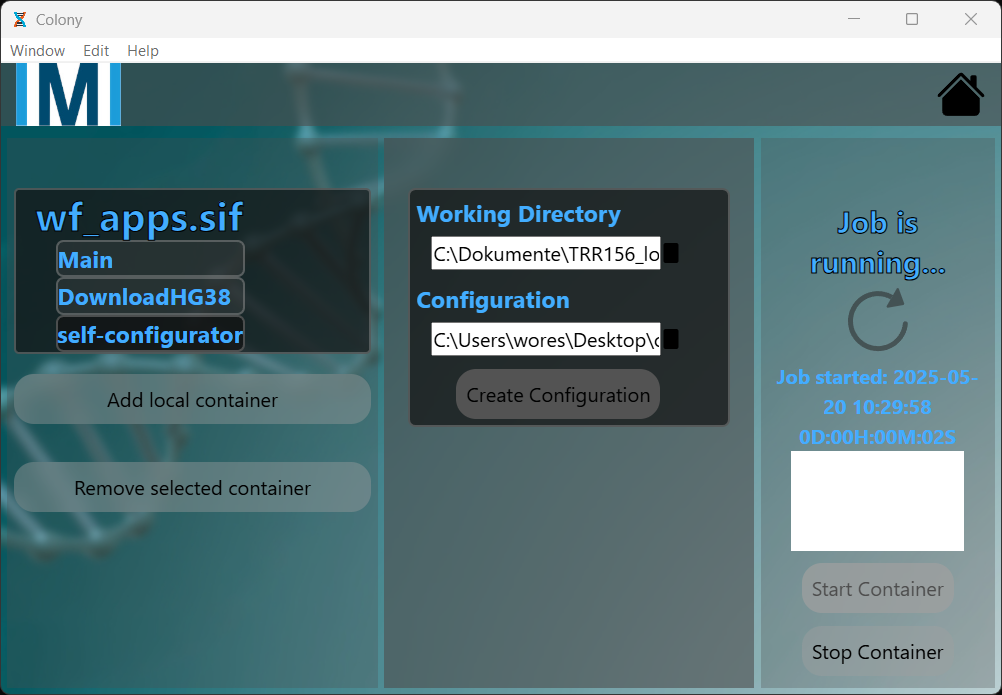 Colony
Window Edit Help
M
wf_apps.sif
Main
DownloadHG38
self-configurator
Add local container
Remove selected container
Working Directory
C:\Dokumente\TRR156_lo
Configuration
C:\Users\wores\Desktop\c
Create Configuration
Job is
running...
Job started: 2025-05-
20 10:29:58
0D:00H:00M:02S
Start Container
Stop Container